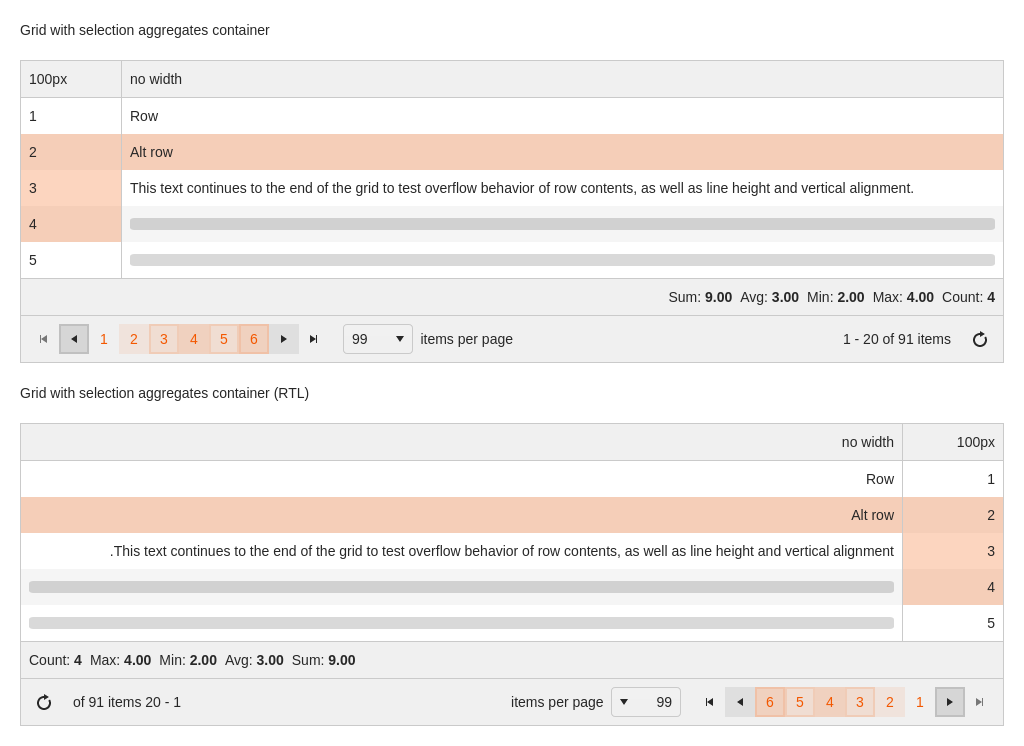 Grid with selection aggregates container
100px no width
1 Row
2 Alt row
3 This text continues to the end of the grid to test overflow behavior of row contents, as well as line height and vertical alignment.
4
5
Sum: 9.00 Avg: 3.00 Min: 2.00 Max: 4.00 Count: 4
1 2 3 4 5 6 99 items per page 1 - 20 of 91 items
Grid with selection aggregates container (RTL)
no width 100px
Row 1
Alt row 2
.This text continues to the end of the grid to test overflow behavior of row contents, as well as line height and vertical alignment 3
4
5
Count: 4 Max: 4.00 Min: 2.00 Avg: 3.00 Sum: 9.00
of 91 items 20 - 1 items per page 99 6 5 4 3 2 1